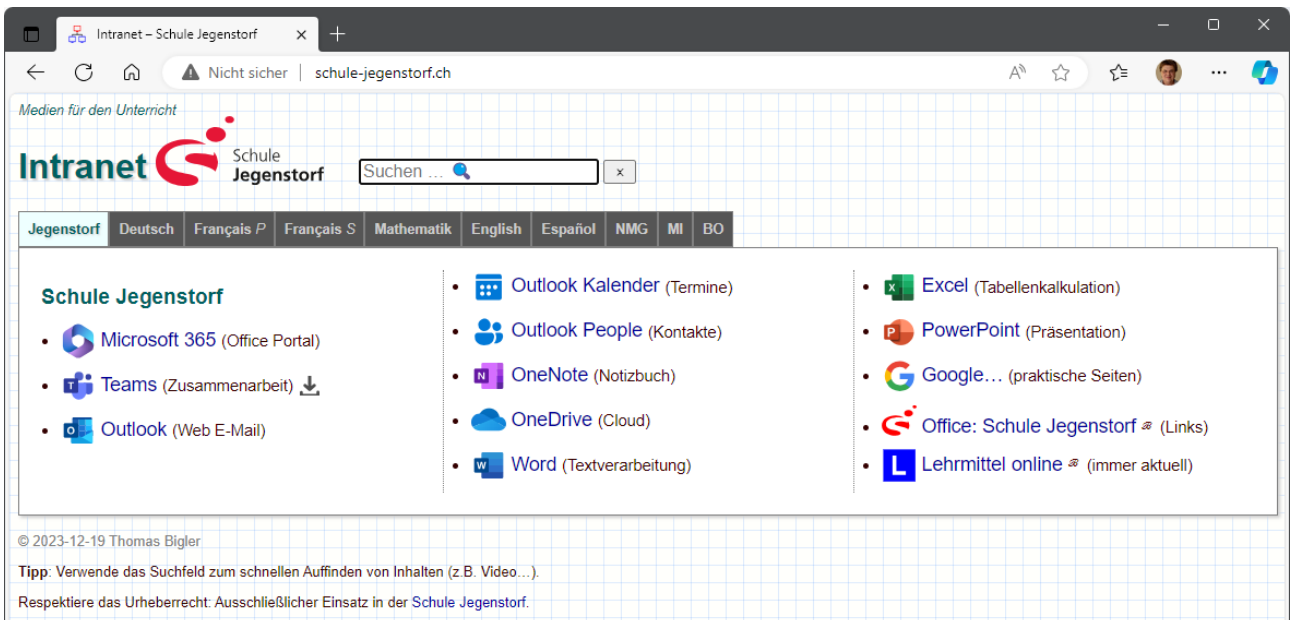 Intranet – Schule Jegenstorf
Nicht sicher | schule-jegenstorf.ch
Medien für den Unterricht
Intranet Schule Jegenstorf
Suchen … x
Jegenstorf Deutsch Français P Français S Mathematik English Español NMG MI BO
Schule Jegenstorf
Microsoft 365 (Office Portal)
Teams (Zusammenarbeit)
Outlook (Web E-Mail)
Outlook Kalender (Termine)
Outlook People (Kontakte)
OneNote (Notizbuch)
OneDrive (Cloud)
Word (Textverarbeitung)
Excel (Tabellenkalkulation)
PowerPoint (Präsentation)
Google… (praktische Seiten)
Office: Schule Jegenstorf (Links)
L Lehrmittel online (immer aktuell)
© 2023-12-19 Thomas Bigler
Tipp: Verwende das Suchfeld zum schnellen Auffinden von Inhalten (z.B. Video…).
Respektiere das Urheberrecht: Ausschließlicher Einsatz in der Schule Jegenstorf.